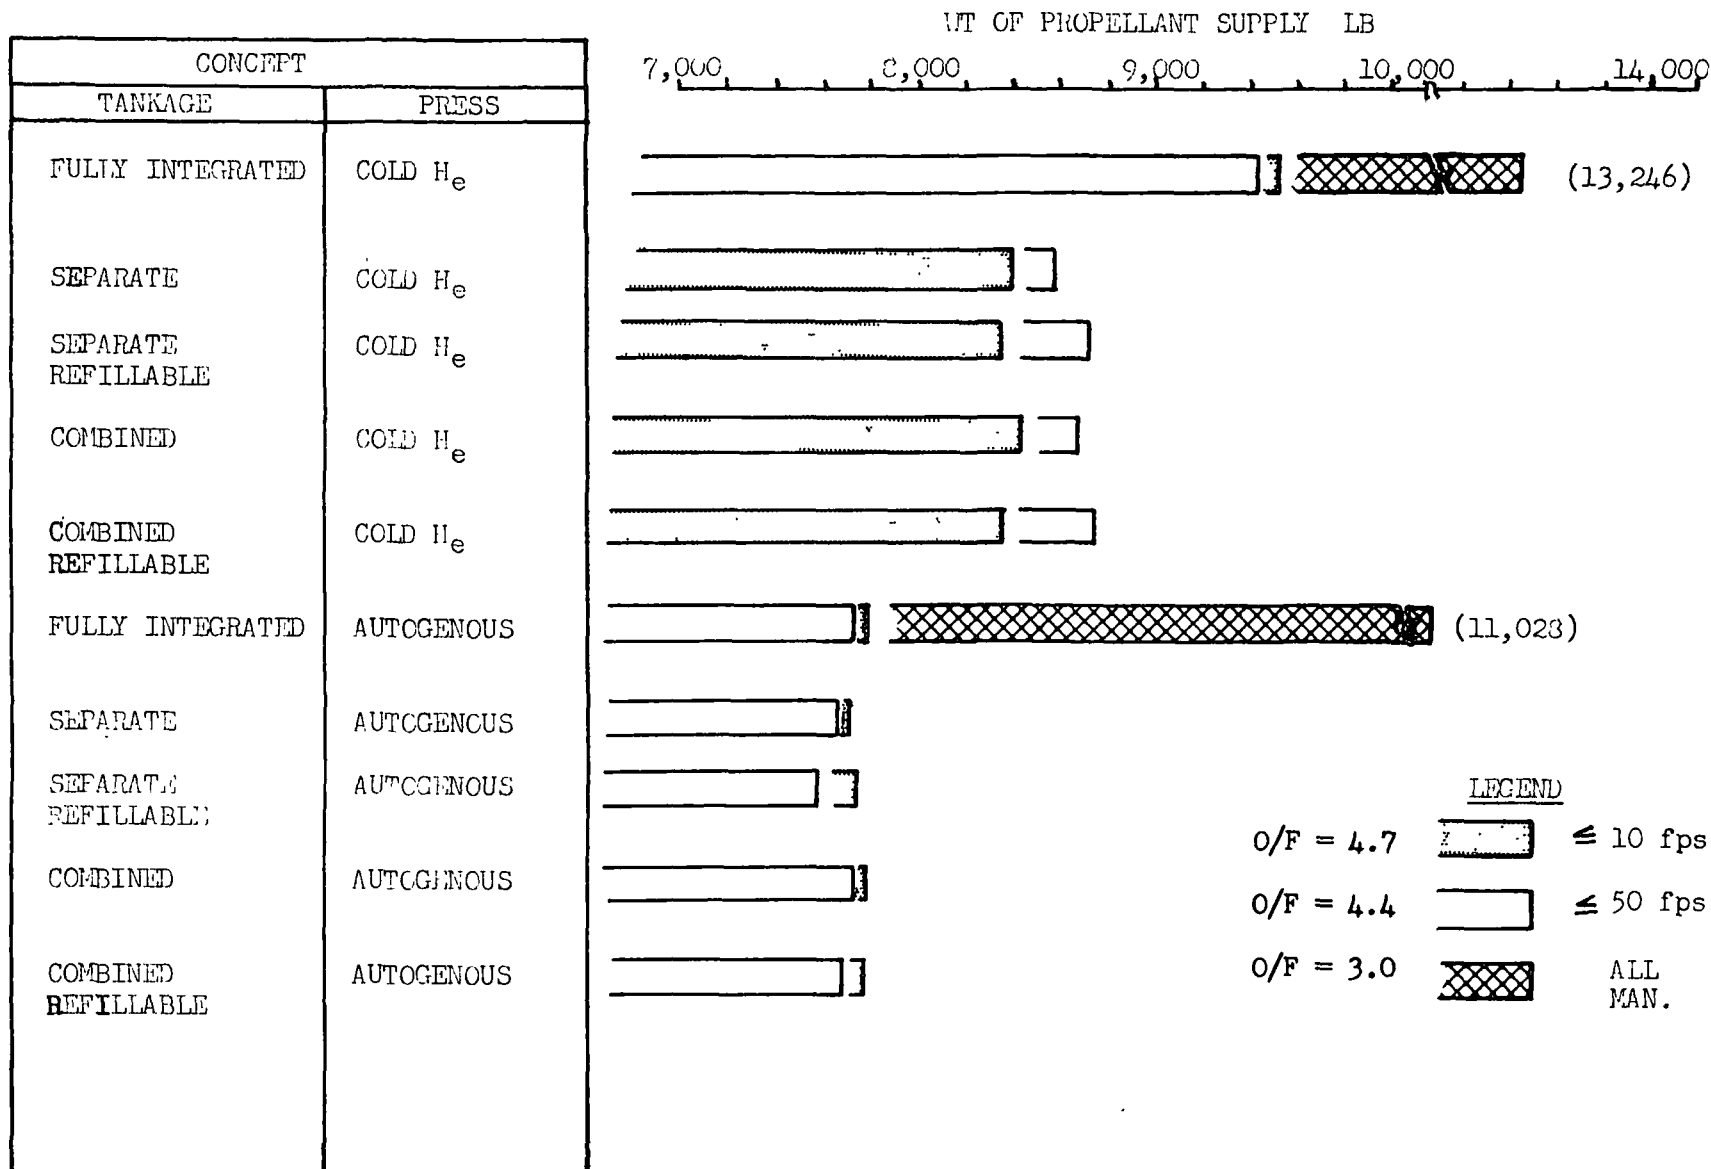 WT OF PROPELLANT SUPPLY LB
7,000 8,000 9,000 10,000 14,000
CONCEPT
TANKAGE PRESS
FULLY INTEGRATED COLD He (13,246)
SEPARATE COLD He
SEPARATE COLD He
REFILLABLE
COMBINED COLD He
COMBINED COLD He
REFILLABLE
FULLY INTEGRATED AUTOGENOUS (11,028)
SEPARATE AUTOGENOUS
SEPARATE AUTOGENOUS
REFILLABLE
COMBINED AUTOGENOUS
COMBINED AUTOGENOUS
REFILLABLE
LEGEND
O/F = 4.7 ≤ 10 fps
O/F = 4.4 ≤ 50 fps
O/F = 3.0 ALL
MAN.